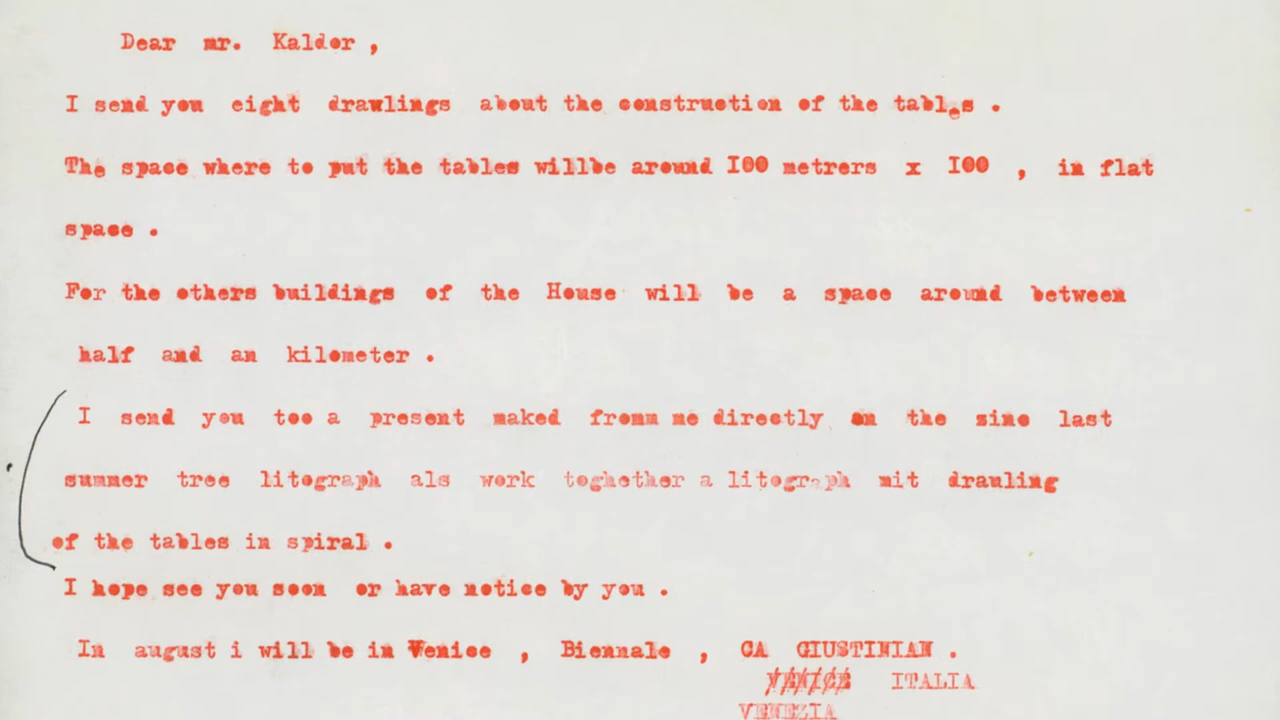 Dear mr. Kaldor ,
I send you eight drawlings about the construction of the tables .
The space where to put the tables willbe around I00 metrers x I00 , in flat
space .
For the others buildings of the House will be a space around between
half and an kilometer .
I send you too a present maked fromm me directly on the zinc last
summer tree litograph als work toghether a litograph mit drauling
of the tables in spiral .
I hope see you soon or have notice by you .
In august i will be in Venice , Biennale , CA GIUSTINIAN .
VENICE ITALIA
VENEZIA